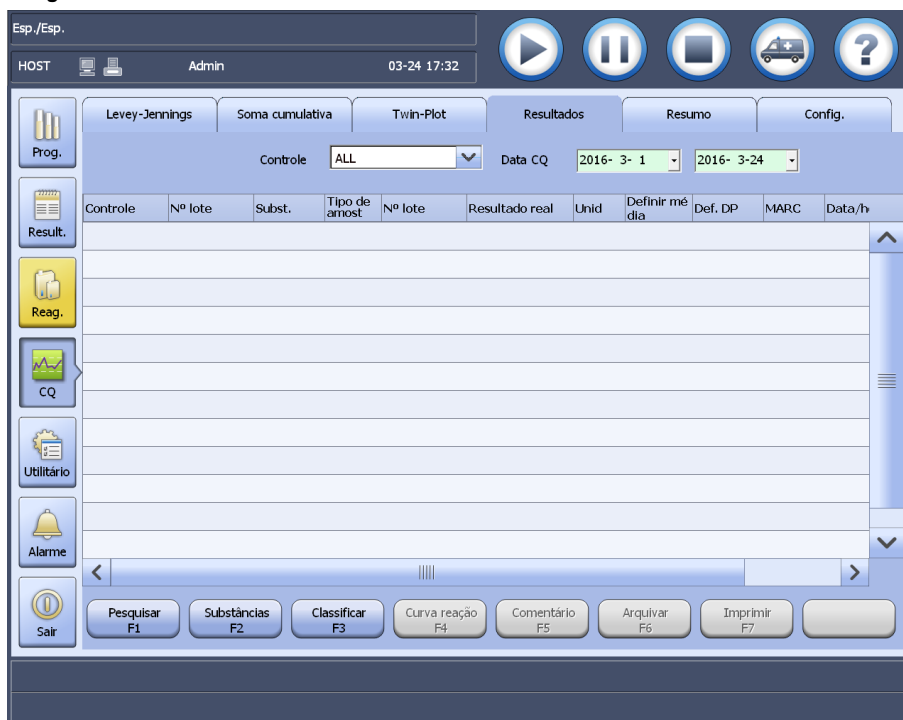 Esp./Esp.
HOST Admin 03-24 17:32
Prog.
Result.
Reag.
CQ
Utilitário
Alarme
Sair
Levey-Jennings Soma cumulativa Twin-Plot Resultados Resumo Config.
Controle ALL Data CQ 2016- 3- 1 2016- 3-24
Controle Nº lote Subst. Tipo de amost Nº lote Resultado real Unid Definir mé dia Def. DP MARC Data/h
Pesquisar F1 Substâncias F2 Classificar F3 Curva reação F4 Comentário F5 Arquivar F6 Imprimir F7